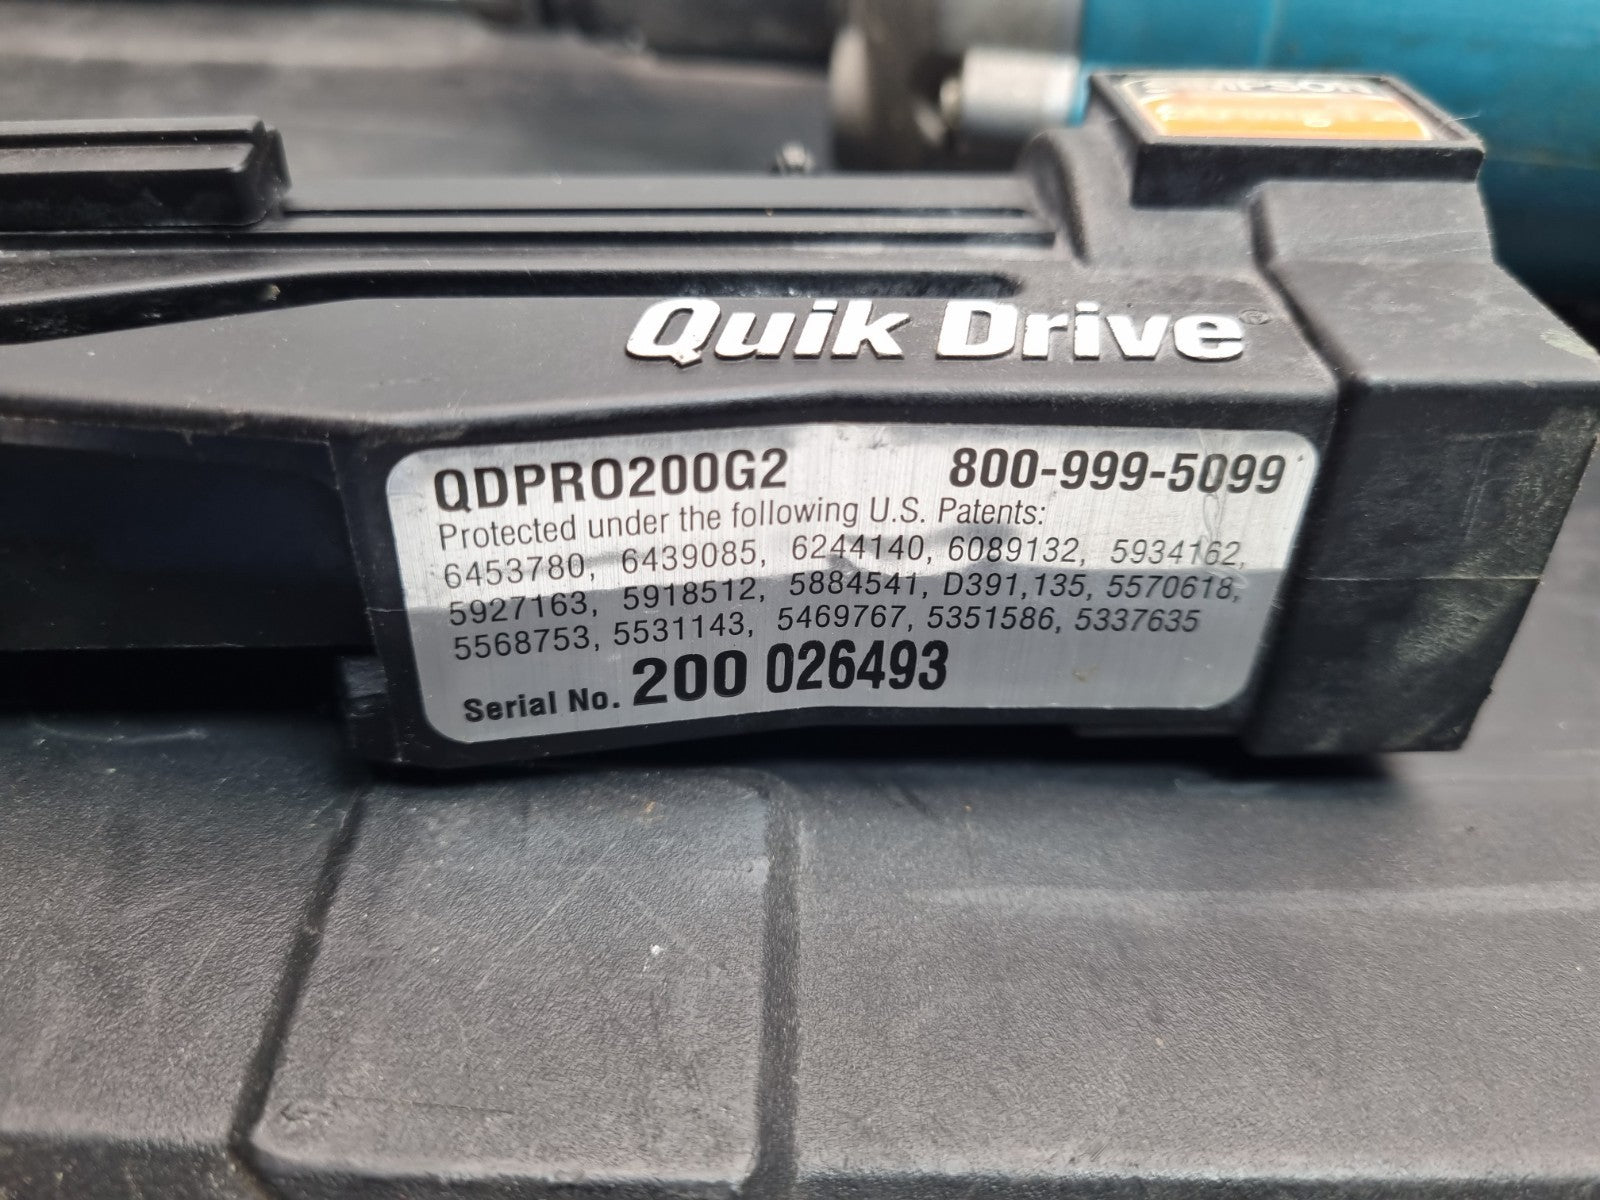 SIMPSON
Quik Drive®
QDPRO200G2 800-999-5099
Protected under the following U.S. Patents:
6453780, 6439085, 6244140, 6089132, 5934162,
5927163, 5918512, 5884541, D391,135, 5570618,
5568753, 5531143, 5469767, 5351586, 5337635
Serial No. 200 026493